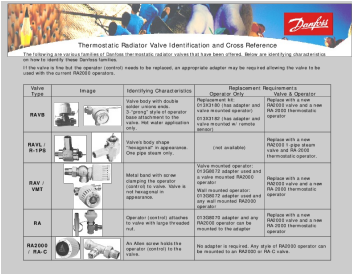 Danfoss
Thermostatic Radiator Valve Identification and Cross Reference
The following are various families of Danfoss thermostatic radiator valves that have been offered. Below are identifying characteristics
on how to identify these Danfoss families.
If the valve is fine but the operator (control) needs to be replaced, an appropriate adapter may be required allowing the valve to be
used with the current RA2000 operators.
Valve
Type
Image
Identifying Characteristics
Replacement Requirements
Operator Only
Valve & Operator
RAVB
Valve body with double
union ends.
"prong" style of operator
base attachment to the
valve. Hot water application
only.
Replacement kit:
(has adapter and
valve mounted operator)
(has adapter and
valve mounted w/ remote
sensor)
Replace with a new
RA2000 valve and a new
RA 2000 thermostatic
operator
RAVL /
R-1PS
Valve's body shape
"hexagonal" in appearance.
One pipe steam only.
(not available)
Replace with a new
RA2000 1-pipe steam
valve and RA-2000
thermostatic operator.
RAV /
VMT
Metal band with screw
clamping the operator
(control) to valve. Valve is
not hexagonal in
appearance.
Valve mounted operator:
adapter used and
a valve mounted RA2000
operator
Wall mounted operator:
adapter used and
any wall mounted RA2000
operator
Replace with a new
RA2000 valve and a new
RA 2000 thermostatic
operator.
RA
Operator (control) attaches
to valve with large threaded
nut.
adapter and any
RA2000 operator can be
mounted to the adapter
Replace with a new
RA2000 valve and a new
RA 2000 thermostatic
operator
RA2000
/ RA-C
An Allen screw holds the
operator (control) to the
valve.
No adapter is required. Any style of RA2000 operator can
be mounted to an RA2000 or RA-C valve.